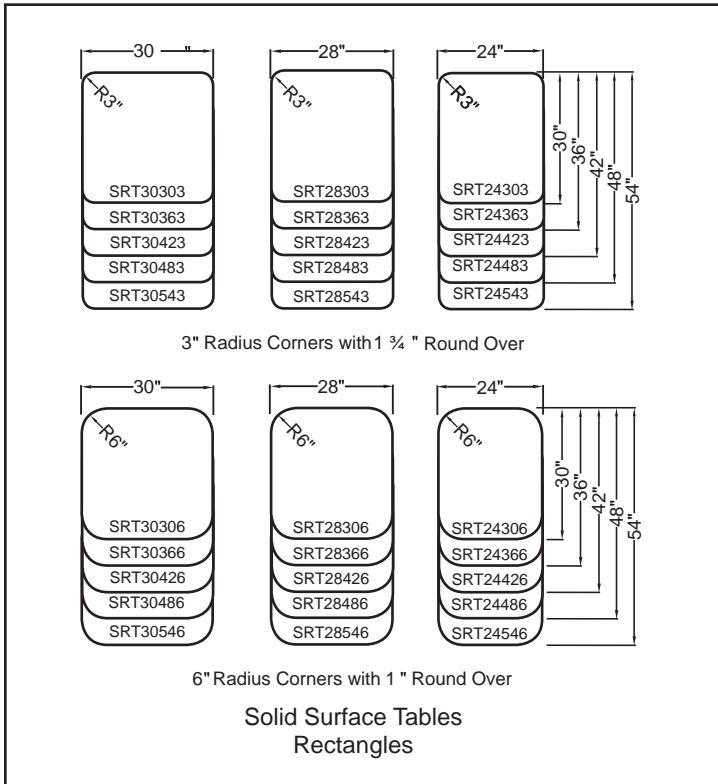 30 "
28"
24"
R3"
R3"
R3"
30"
36"
42"
48"
54"
SRT30303
SRT28303
SRT24303
SRT30363
SRT28363
SRT24363
SRT30423
SRT28423
SRT24423
SRT30483
SRT28483
SRT24483
SRT30543
SRT28543
SRT24543
3" Radius Corners with 1 ¾ " Round Over
30"
28"
24"
R6"
R6"
R6"
30"
36"
42"
48"
54"
SRT30306
SRT28306
SRT24306
SRT30366
SRT28366
SRT24366
SRT30426
SRT28426
SRT24426
SRT30486
SRT28486
SRT24486
SRT30546
SRT28546
SRT24546
6" Radius Corners with 1 " Round Over
Solid Surface Tables
Rectangles